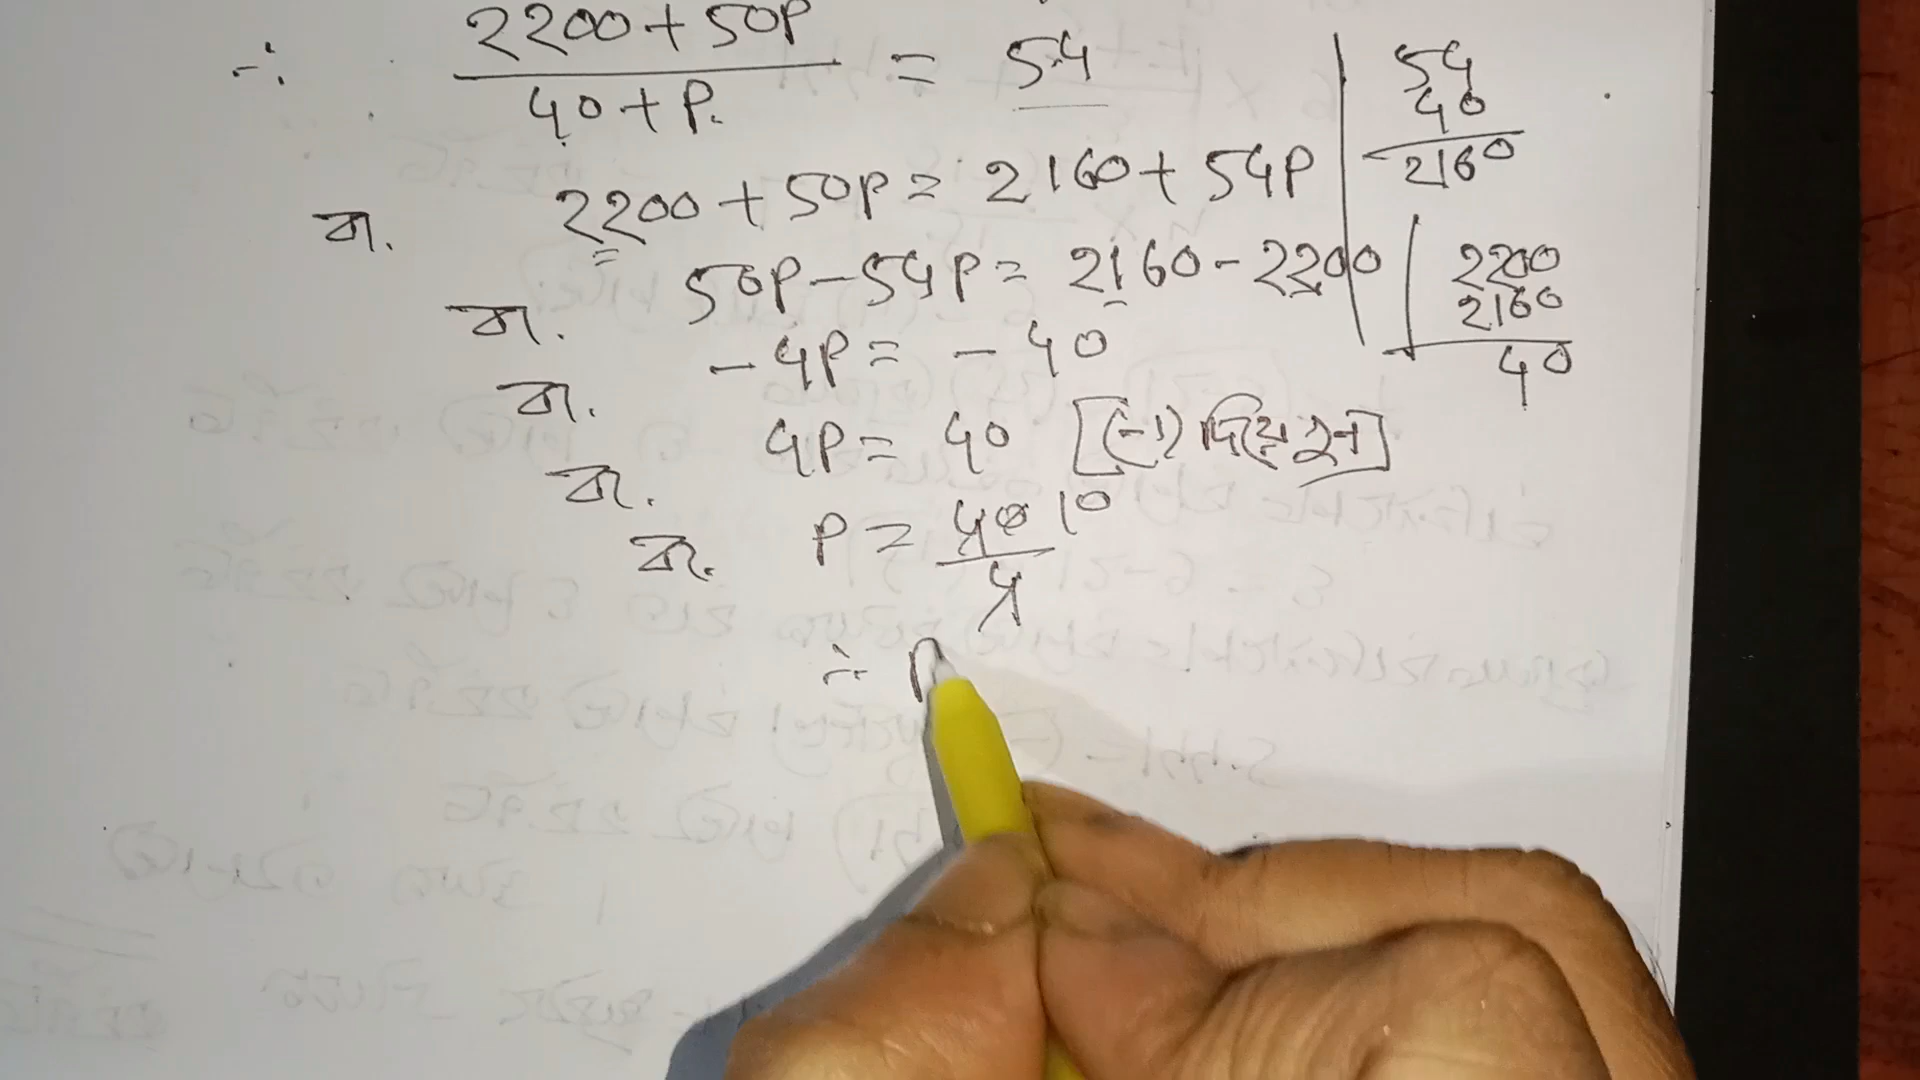 ∴ (2200+50P)/(40+P) = 54
বা. 2200+50P = 2160+54P
বা. 50P-54P = 2160-2200
বা. -4P = -40
বা. 4P = 40 [(-1) দিয়ে গুন]
বা. P = 40/4 10
∴ P
54
40
2160
2200
2160
40